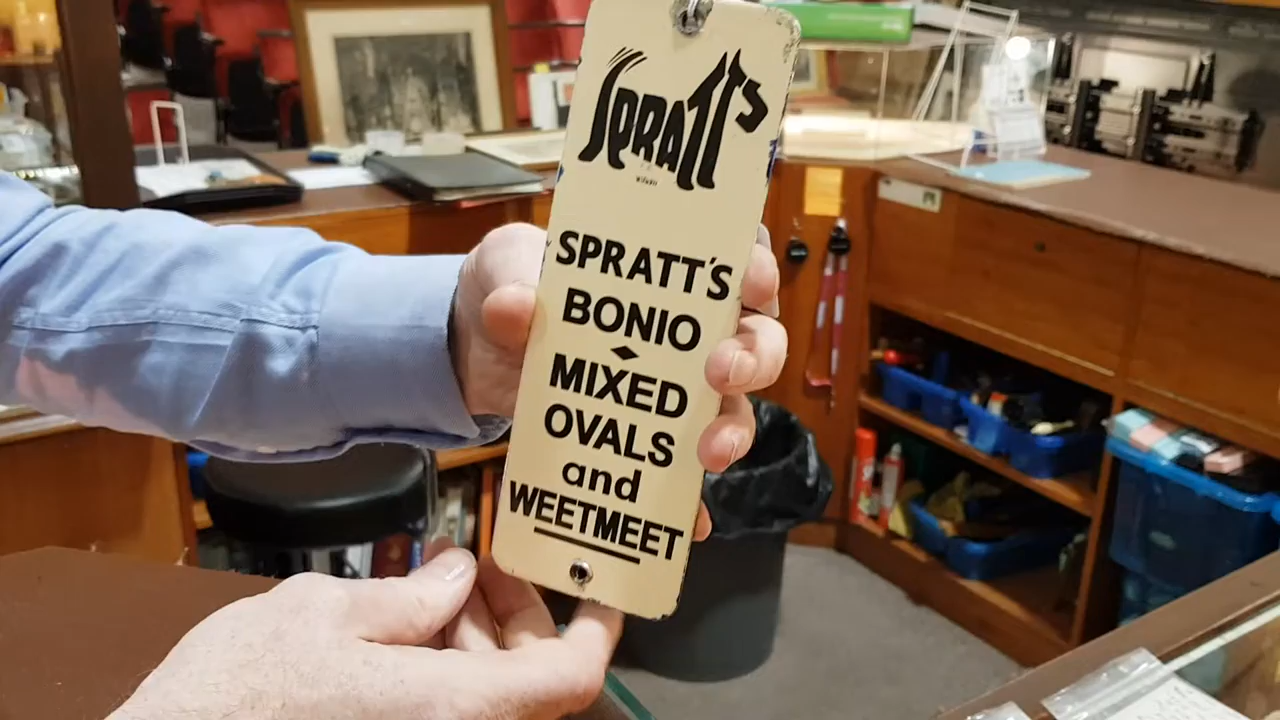 SPRATT'S
SPRATT'S
BONIO
MIXED
OVALS
and
WEETMEET